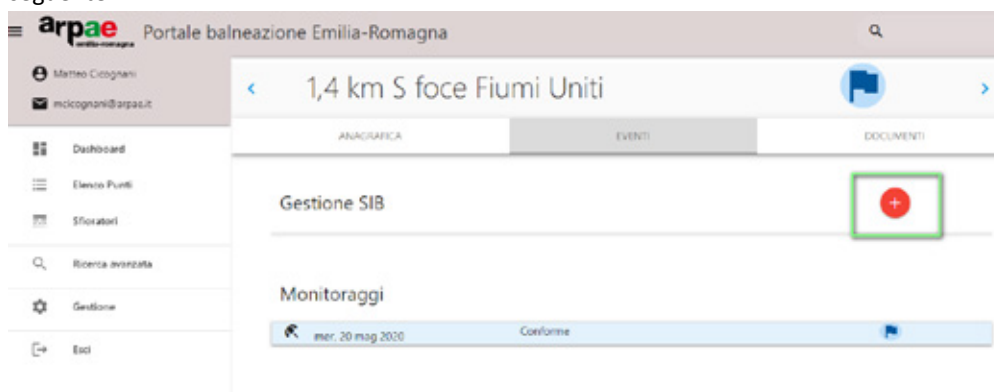 arpae Portale balneazione Emilia-Romagna
emilia-romagna
Matteo Cicognani
mcicognani@arpae.it
1,4 km S foce Fiumi Uniti
ANAGRAFICA EVENTI DOCUMENTI
Dashboard
Elenco Punti
Sfioratori
Ricerca avanzata
Gestione
Esci
Gestione SIB
+
Monitoraggi
mer. 20 mag 2020 Conforme